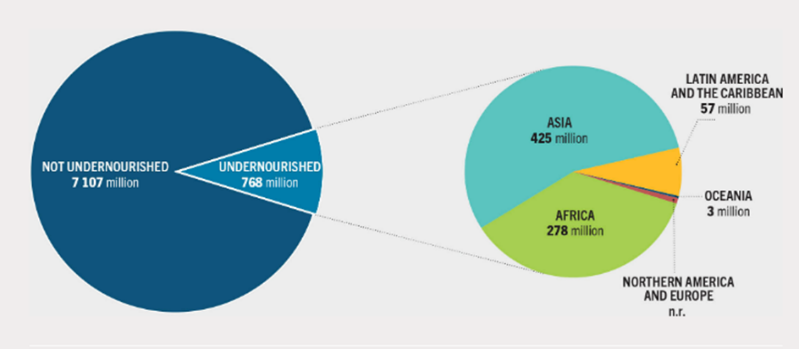 NOT UNDERNOURISHED
7 107 million
UNDERNOURISHED
768 million
ASIA
425 million
LATIN AMERICA
AND THE CARIBBEAN
57 million
OCEANIA
3 million
AFRICA
278 million
NORTHERN AMERICA
AND EUROPE
n.r.